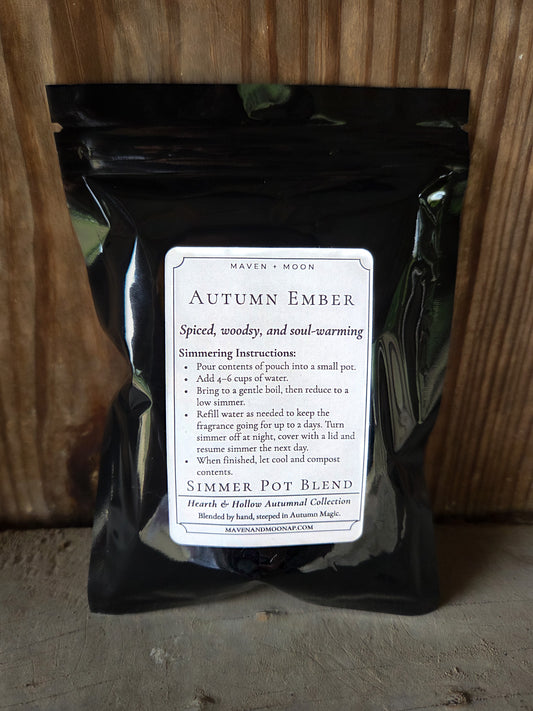 MAVEN + MOON
AUTUMN EMBER
Spiced, woodsy, and soul-warming
Simmering Instructions:
• Pour contents of pouch into a small pot.
• Add 4–6 cups of water.
• Bring to a gentle boil, then reduce to a
low simmer.
• Refill water as needed to keep the
fragrance going for up to 2 days. Turn
simmer off at night, cover with a lid and
resume simmer the next day.
• When finished, let cool and compost
contents.
SIMMER POT BLEND
Hearth & Hollow Autumnal Collection
Blended by hand, steeped in Autumn Magic.
MAVENANDMOONAP.COM